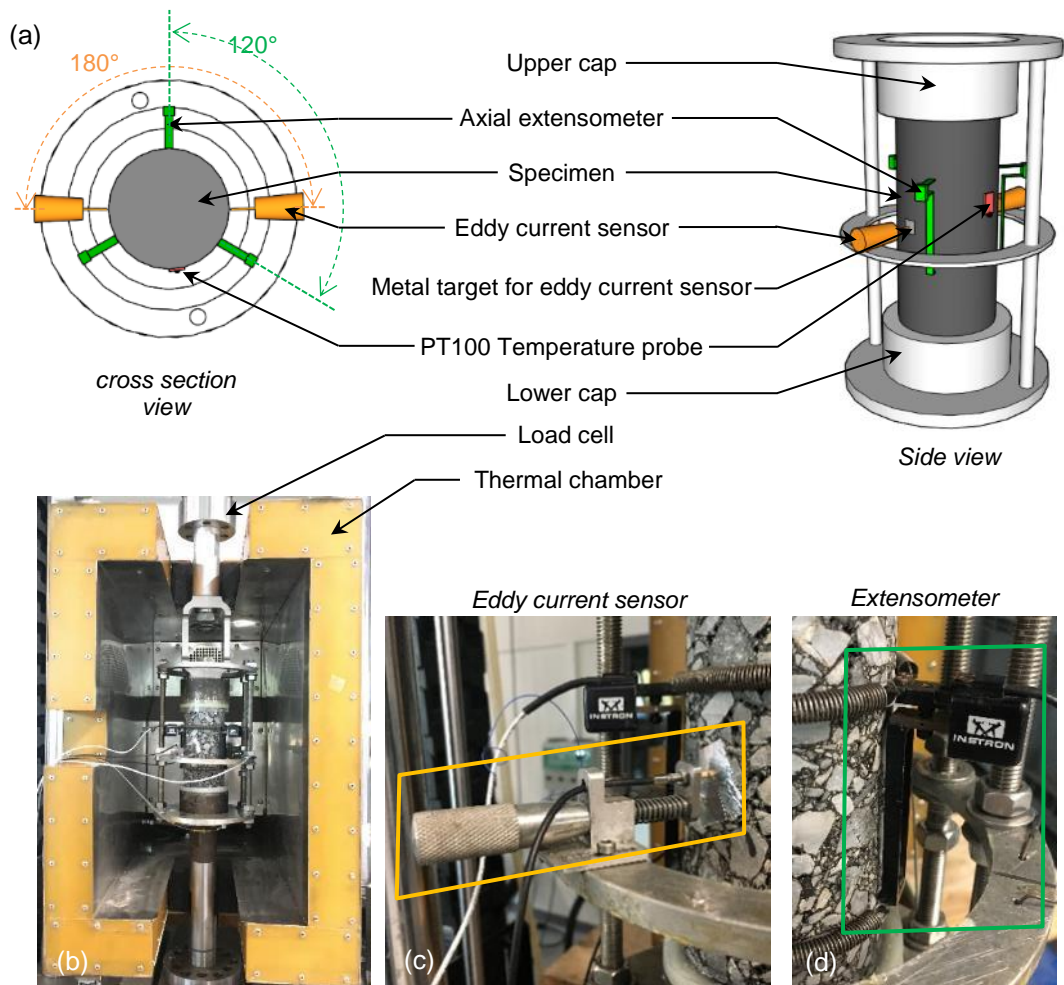 (a)
180°
120°
Upper cap
Axial extensometer
Specimen
Eddy current sensor
Metal target for eddy current sensor
PT100 Temperature probe
Lower cap
cross section
view
Side view
Load cell
Thermal chamber
Eddy current sensor
Extensometer
INSTRON
INSTRON
(b)
(c)
(d)